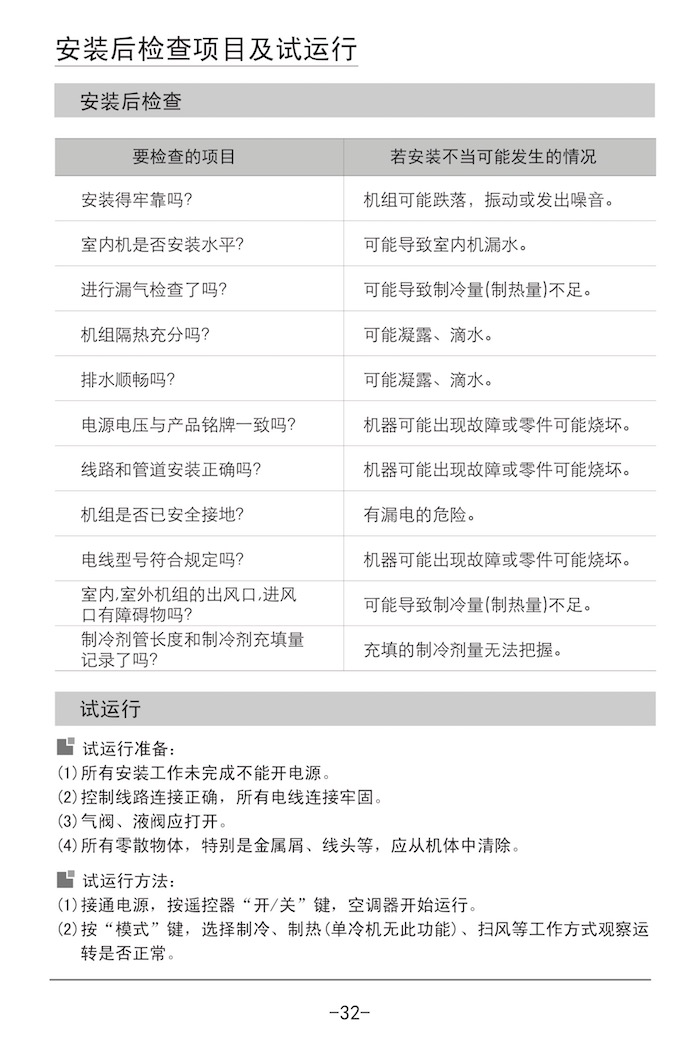 安装后检查项目及试运行
安装后检查
要检查的项目 若安装不当可能发生的情况
安装得牢靠吗? 机组可能跌落，振动或发出噪音。
室内机是否安装水平? 可能导致室内机漏水。
进行漏气检查了吗? 可能导致制冷量(制热量)不足。
机组隔热充分吗? 可能凝露、滴水。
排水顺畅吗? 可能凝露、滴水。
电源电压与产品铭牌一致吗? 机器可能出现故障或零件可能烧坏。
线路和管道安装正确吗? 机器可能出现故障或零件可能烧坏。
机组是否已安全接地? 有漏电的危险。
电线型号符合规定吗? 机器可能出现故障或零件可能烧坏。
室内,室外机组的出风口,进风
口有障碍物吗? 可能导致制冷量(制热量)不足。
制冷剂管长度和制冷剂充填量
记录了吗? 充填的制冷剂量无法把握。
试运行
试运行准备：
(1)所有安装工作未完成不能开电源。
(2)控制线路连接正确，所有电线连接牢固。
(3)气阀、液阀应打开。
(4)所有零散物体，特别是金属屑、线头等，应从机体中清除。
试运行方法：
(1)接通电源，按遥控器“开/关”键，空调器开始运行。
(2)按“模式”键，选择制冷、制热(单冷机无此功能)、扫风等工作方式观察运
转是否正常。
-32-